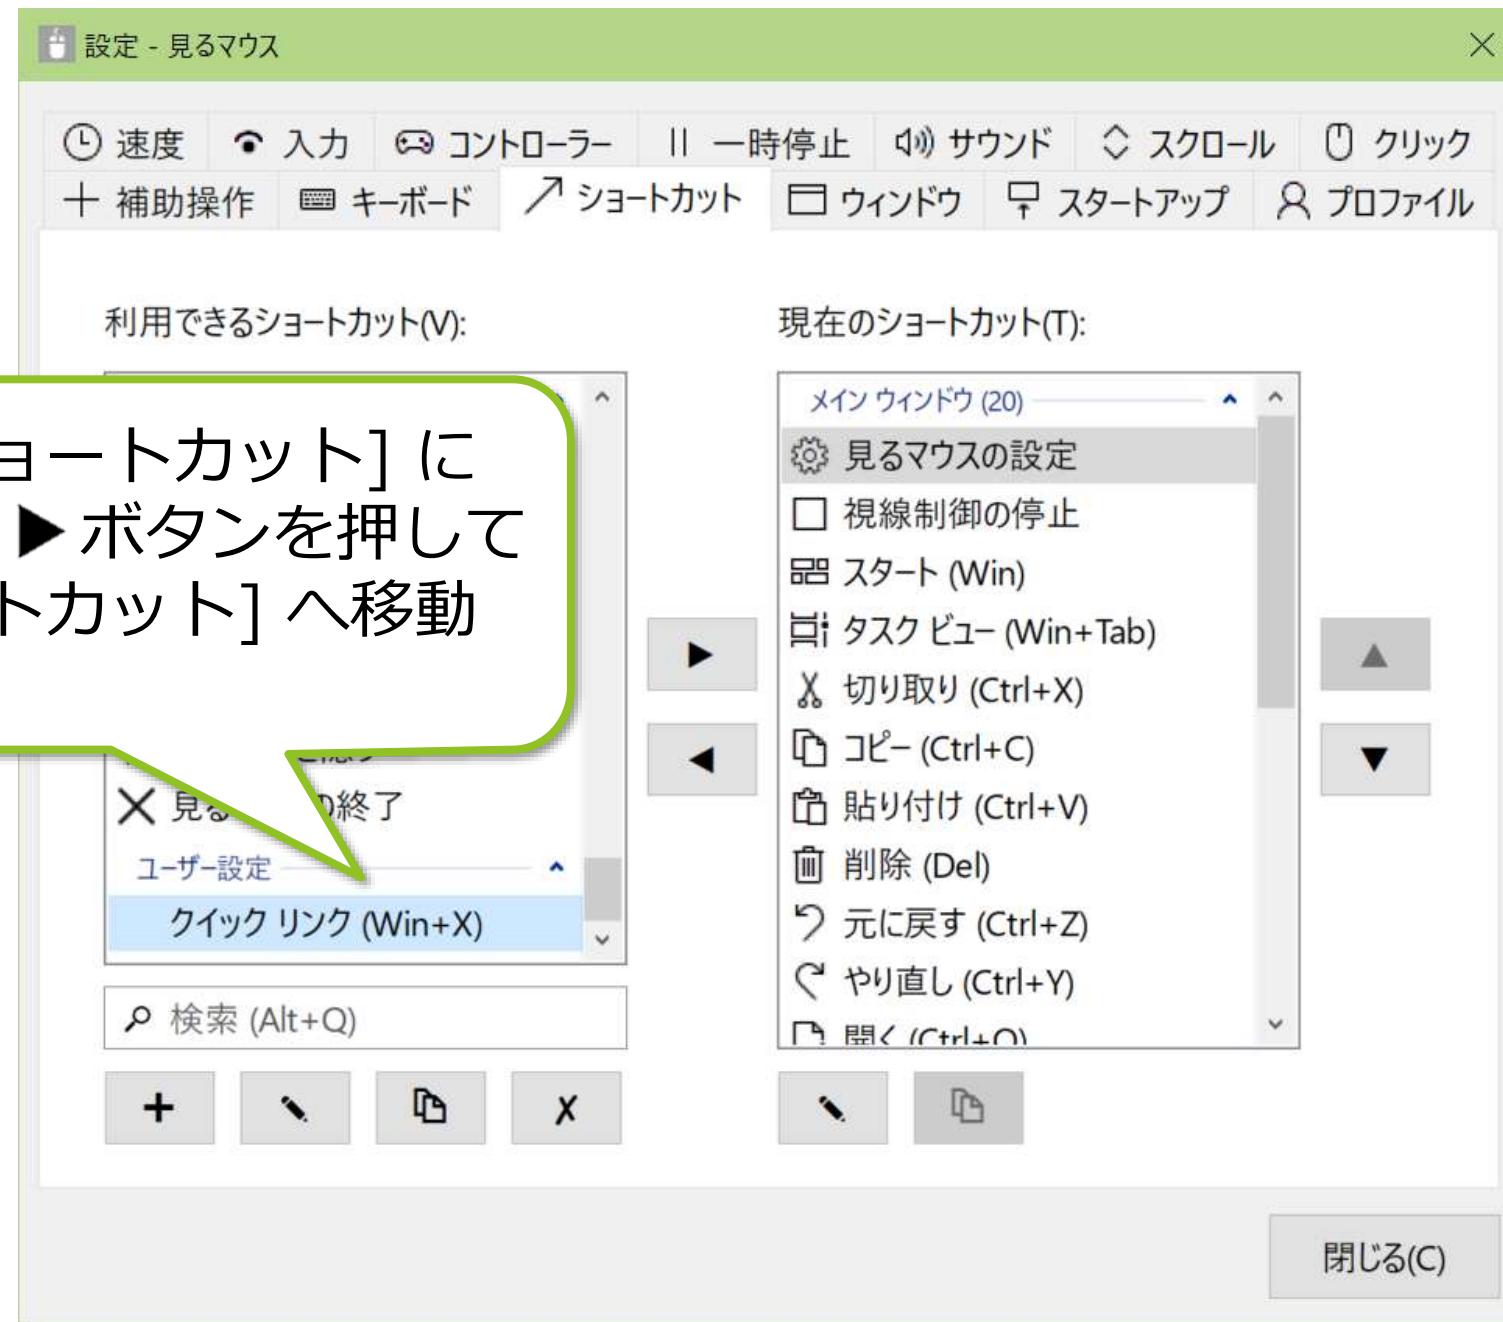 設定 - 見るマウス
速度 入力 コントローラー 一時停止 サウンド スクロール クリック
補助操作 キーボード ショートカット ウィンドウ スタートアップ プロファイル
利用できるショートカット(V):
ョートカット] に
▶ ボタンを押して
トカット] へ移動
見る の終了
ユーザー設定
クイック リンク (Win+X)
検索 (Alt+Q)
現在のショートカット(T):
メイン ウィンドウ (20)
見るマウスの設定
視線制御の停止
スタート (Win)
タスク ビュー (Win+Tab)
切り取り (Ctrl+X)
コピー (Ctrl+C)
貼り付け (Ctrl+V)
削除 (Del)
元に戻す (Ctrl+Z)
やり直し (Ctrl+Y)
開く (Ctrl+O)
閉じる(C)